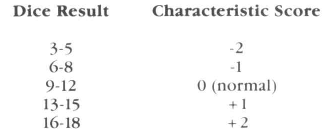 Dice Result Characteristic Score
3-5 -2
6-8 -1
9-12 0 (normal)
13-15 +1
16-18 +2